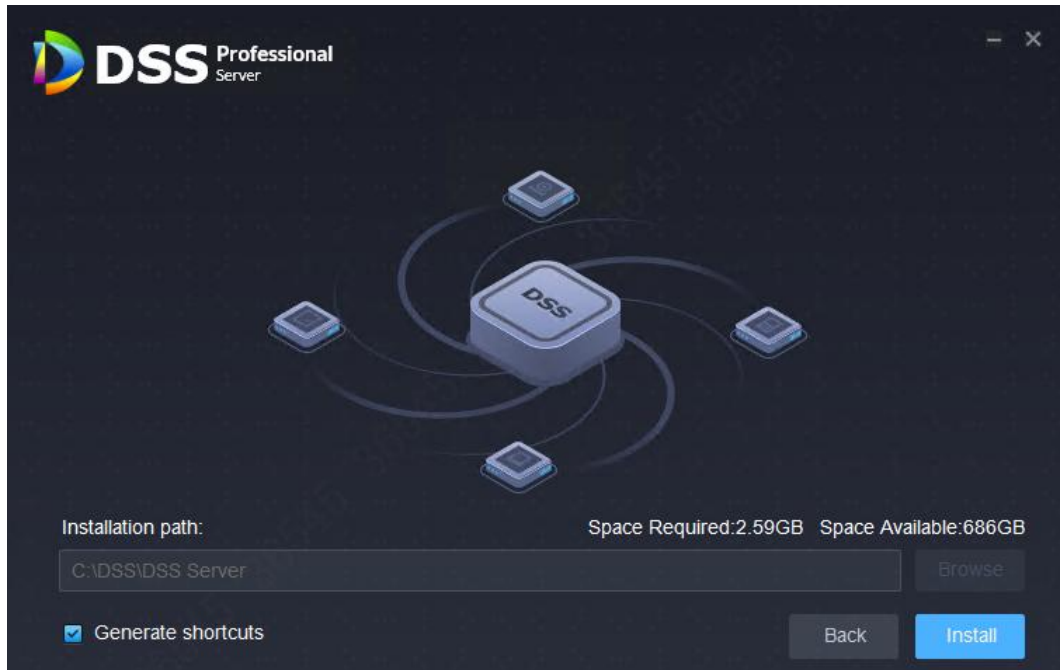 DSS Professional
Server
DSS
Installation path:
Space Required:2.59GB Space Available:686GB
C:\DSS\DSS Server
Browse
Generate shortcuts
Back
Install